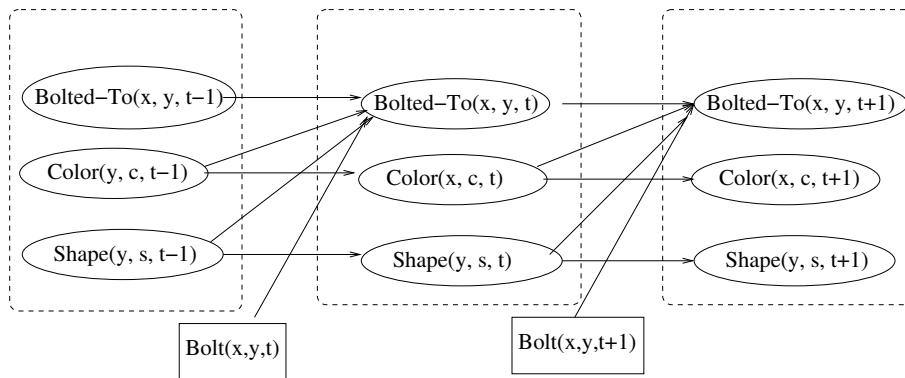 Bolted−To(x, y, t−1)
Color(y, c, t−1)
Shape(y, s, t−1)
Bolt(x,y,t)
Bolted−To(x, y, t)
Color(x, c, t)
Shape(y, s, t)
Bolt(x,y,t+1)
Bolted−To(x, y, t+1)
Color(x, c, t+1)
Shape(y, s, t+1)